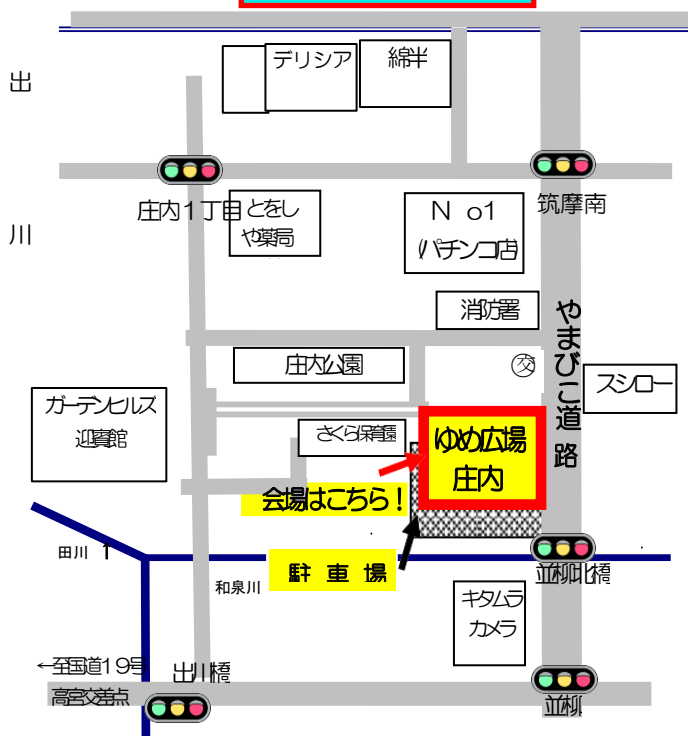 デリシア
綿半
出
川
庄内1丁目
とをし
や薬局
No1
(パチンコ店)
筑摩南
消防署
やまびこ道路
庄内公園
交
スシロー
ガーデンヒルズ
迎賓館
さくら保育園
ゆめ広場
庄内
会場はこちら!
田川 1
和泉川
駐車場
並柳北橋
キタムラ
カメラ
←至国道19号
高宮交差点
出川橋
並柳